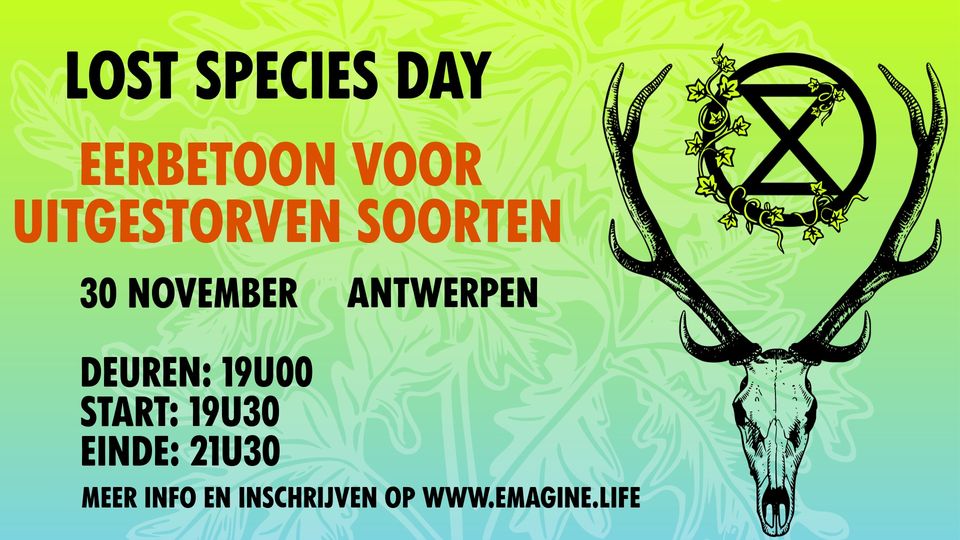 LOST SPECIES DAY
EERBETOON VOOR
UITGESTORVEN SOORTEN
30 NOVEMBER ANTWERPEN
DEUREN: 19U00
START: 19U30
EINDE: 21U30
MEER INFO EN INSCHRIJVEN OP WWW.EMAGINE.LIFE